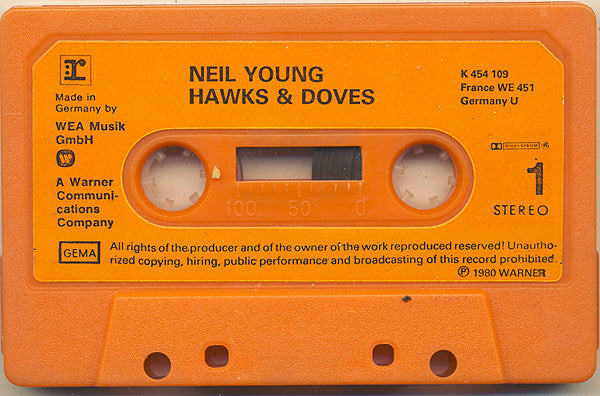 r
NEIL YOUNG
HAWKS & DOVES
K 454 109
France WE 451
Germany U
Made in
Germany by
WEA Musik
GmbH
W
A Warner
Communi-
cations
Company
DOLBY SYSTEM
1
STEREO
100 50 0
GEMA
All rights of the producer and of the owner of the work reproduced reserved! Unautho-
rized copying, hiring, public performance and broadcasting of this record prohibited.
℗ 1980 WARNER